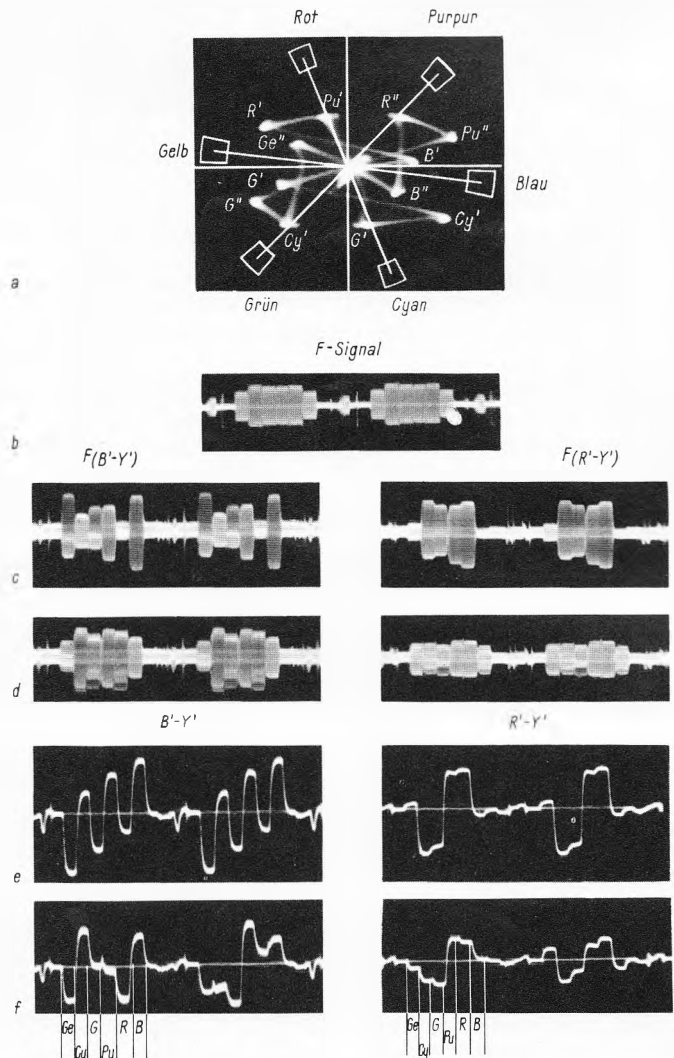 Rot Purpur
R' Pu' R" Pu"
Ge" B'
Gelb
G' B" Blau
G" Cy' G' Cy'
a
Grün Cyan
F-Signal
b
F(B'-Y') F(R'-Y')
c
d
B'-Y' R'-Y'
e
f
Ge Cy G Pu R B Ge Cy G Pu R B